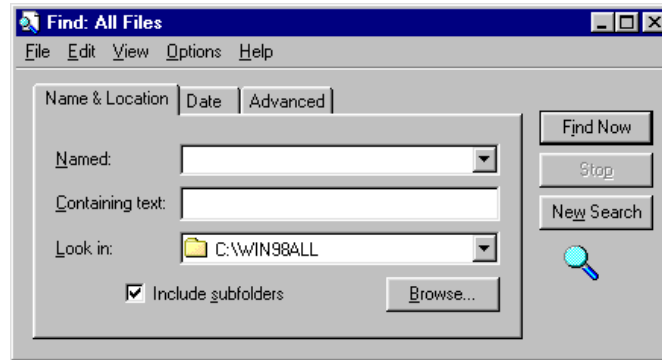 Find: All Files
File Edit View Options Help
Name & Location Date Advanced
Find Now
Named:
Stop
Containing text:
New Search
Look in: C:\WIN98ALL
Include subfolders Browse...